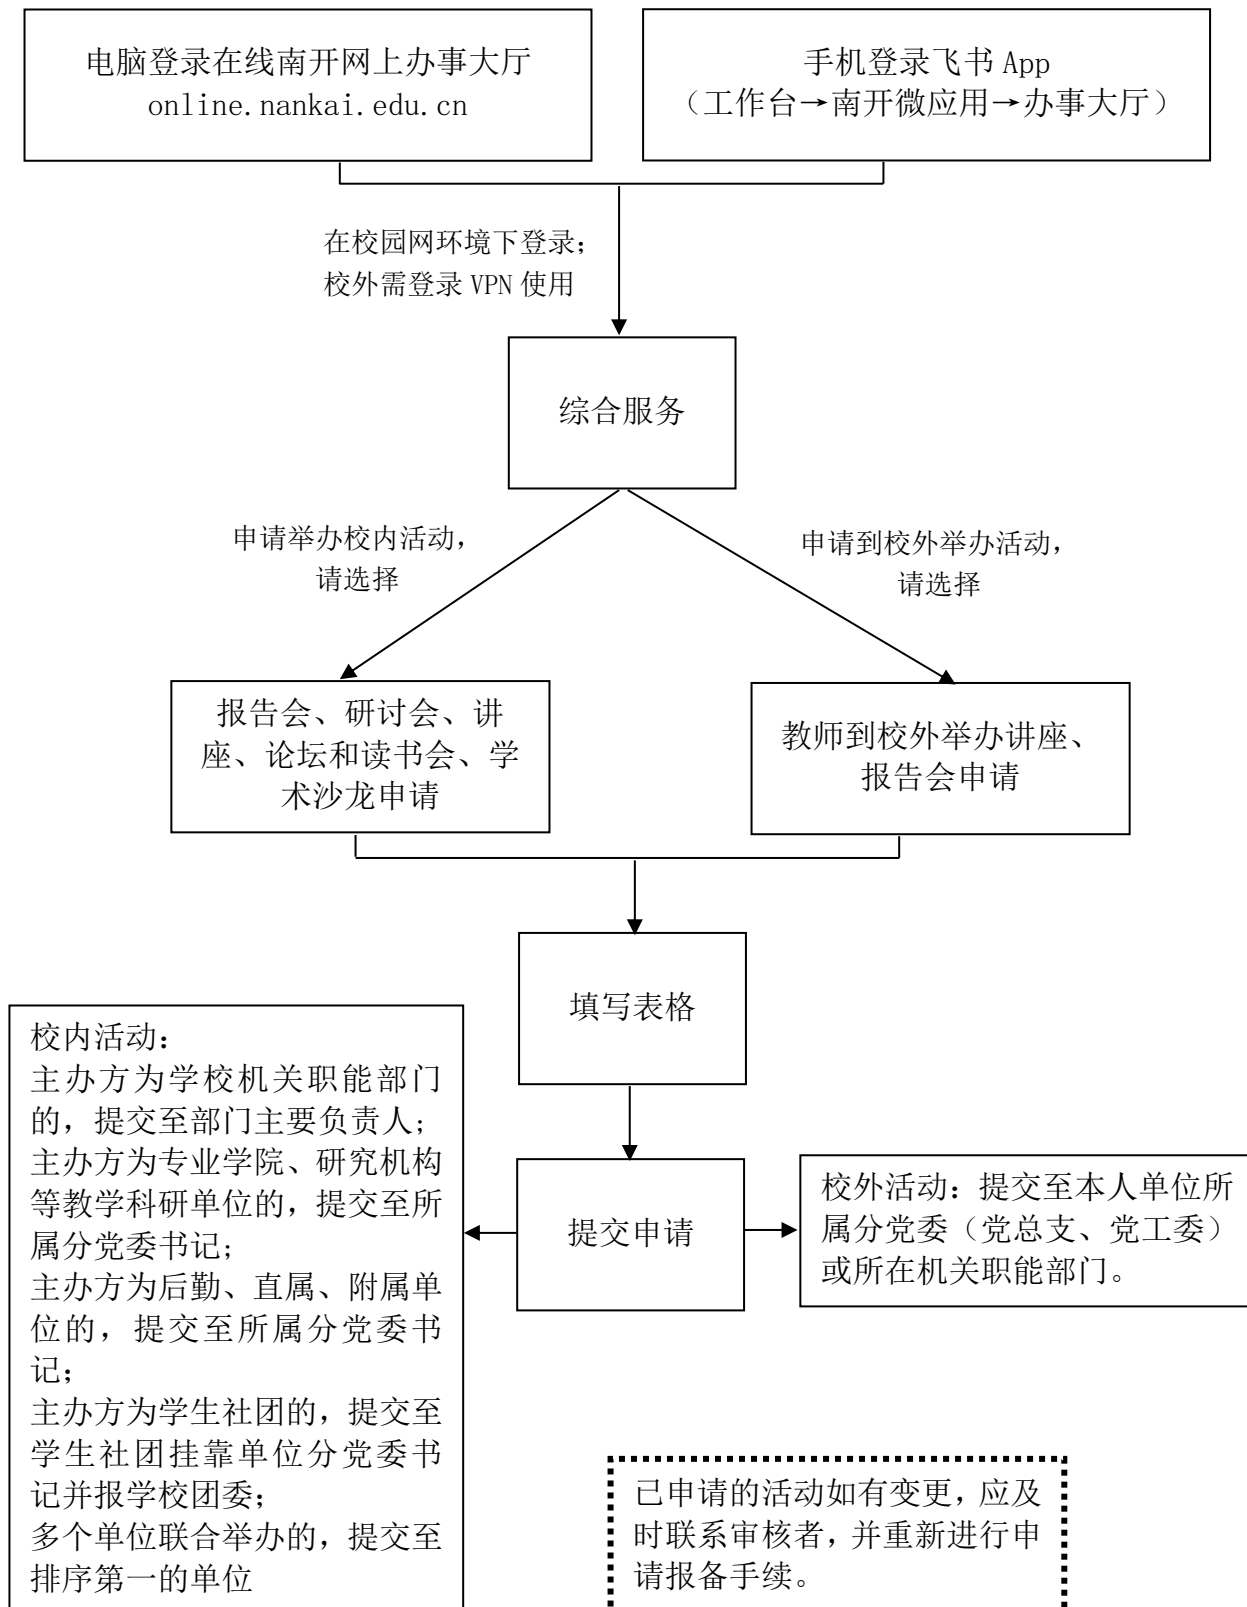 电脑登录在线南开网上办事大厅
online.nankai.edu.cn
手机登录飞书 App
（工作台→南开微应用→办事大厅）
在校园网环境下登录；
校外需登录 VPN 使用
综合服务
申请举办校内活动，
请选择
申请到校外举办活动，
请选择
报告会、研讨会、讲
座、论坛和读书会、学
术沙龙申请
教师到校外举办讲座、
报告会申请
填写表格
校内活动：
主办方为学校机关职能部门
的，提交至部门主要负责人；
主办方为专业学院、研究机构
等教学科研单位的，提交至所
属分党委书记；
主办方为后勤、直属、附属单
位的，提交至所属分党委书
记；
主办方为学生社团的，提交至
学生社团挂靠单位分党委书
记并报学校团委；
多个单位联合举办的，提交至
排序第一的单位
提交申请
校外活动：提交至本人单位所
属分党委（党总支、党工委）
或所在机关职能部门。
已申请的活动如有变更，应及
时联系审核者，并重新进行申
请报备手续。